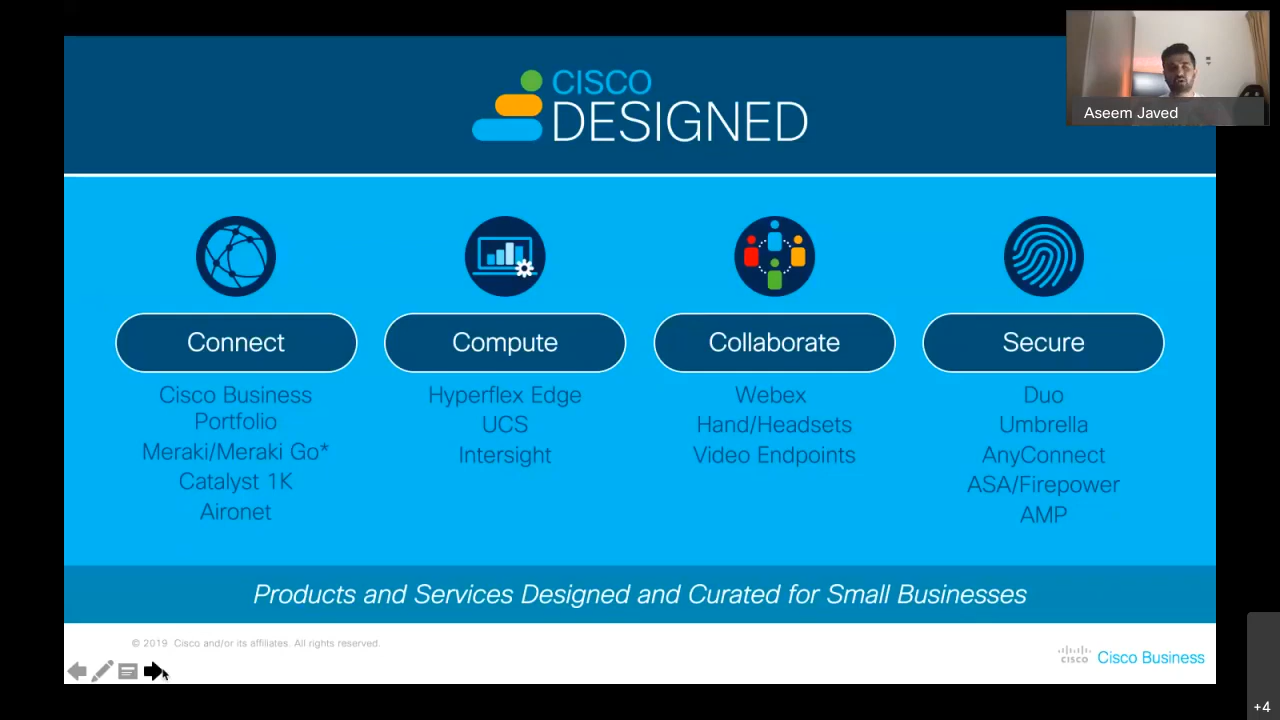 CISCO
DESIGNED
Aseem Javed
Connect
Cisco Business
Portfolio
Meraki/Meraki Go*
Catalyst 1K
Aironet
Compute
Hyperflex Edge
UCS
Intersight
Collaborate
Webex
Hand/Headsets
Video Endpoints
Secure
Duo
Umbrella
AnyConnect
ASA/Firepower
AMP
Products and Services Designed and Curated for Small Businesses
© 2019 Cisco and/or its affiliates. All rights reserved.
CISCO Cisco Business
+4